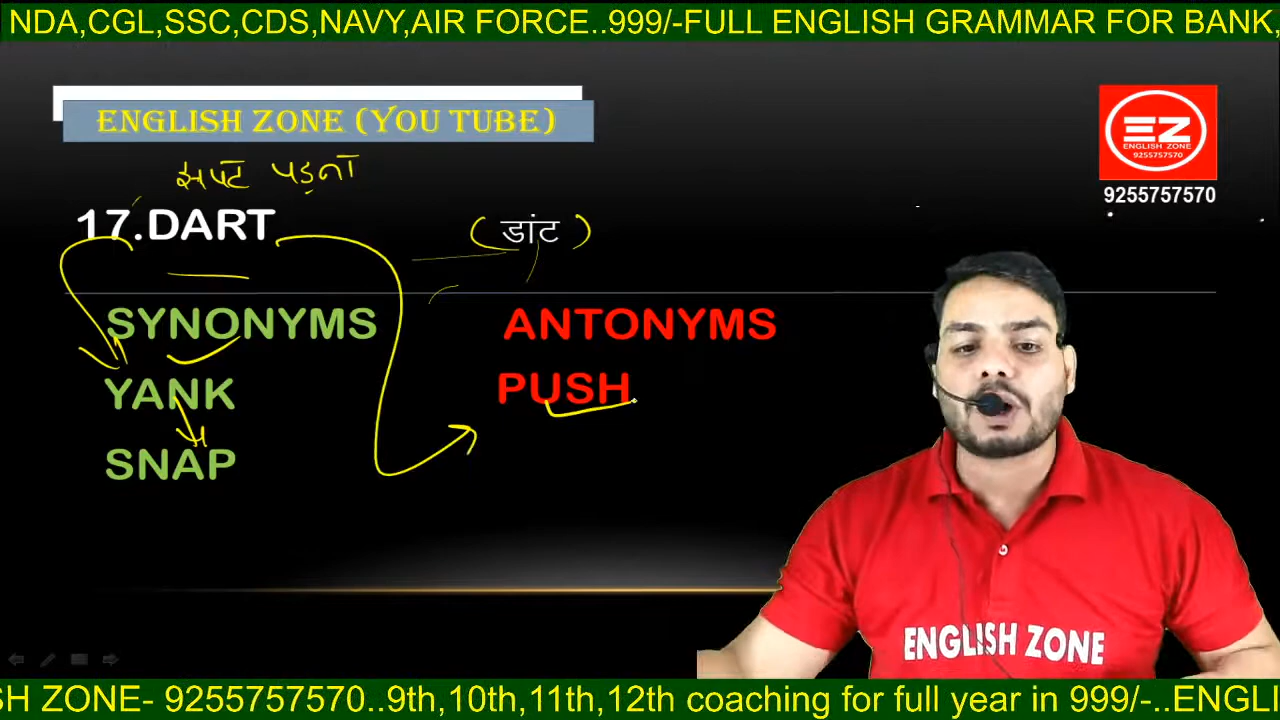 NDA,CGL,SSC,CDS,NAVY,AIR FORCE..999/-FULL ENGLISH GRAMMAR FOR BANK,
ENGLISH ZONE (YOU TUBE)
EZ
ENGLISH ZONE
9255757570
9255757570
झपट पड़ना
17.DART
(डांट)
SYNONYMS
ANTONYMS
YANK
PUSH
SNAP
ENGLISH ZONE
SH ZONE- 9255757570..9th,10th,11th,12th coaching for full year in 999/-..ENGLI